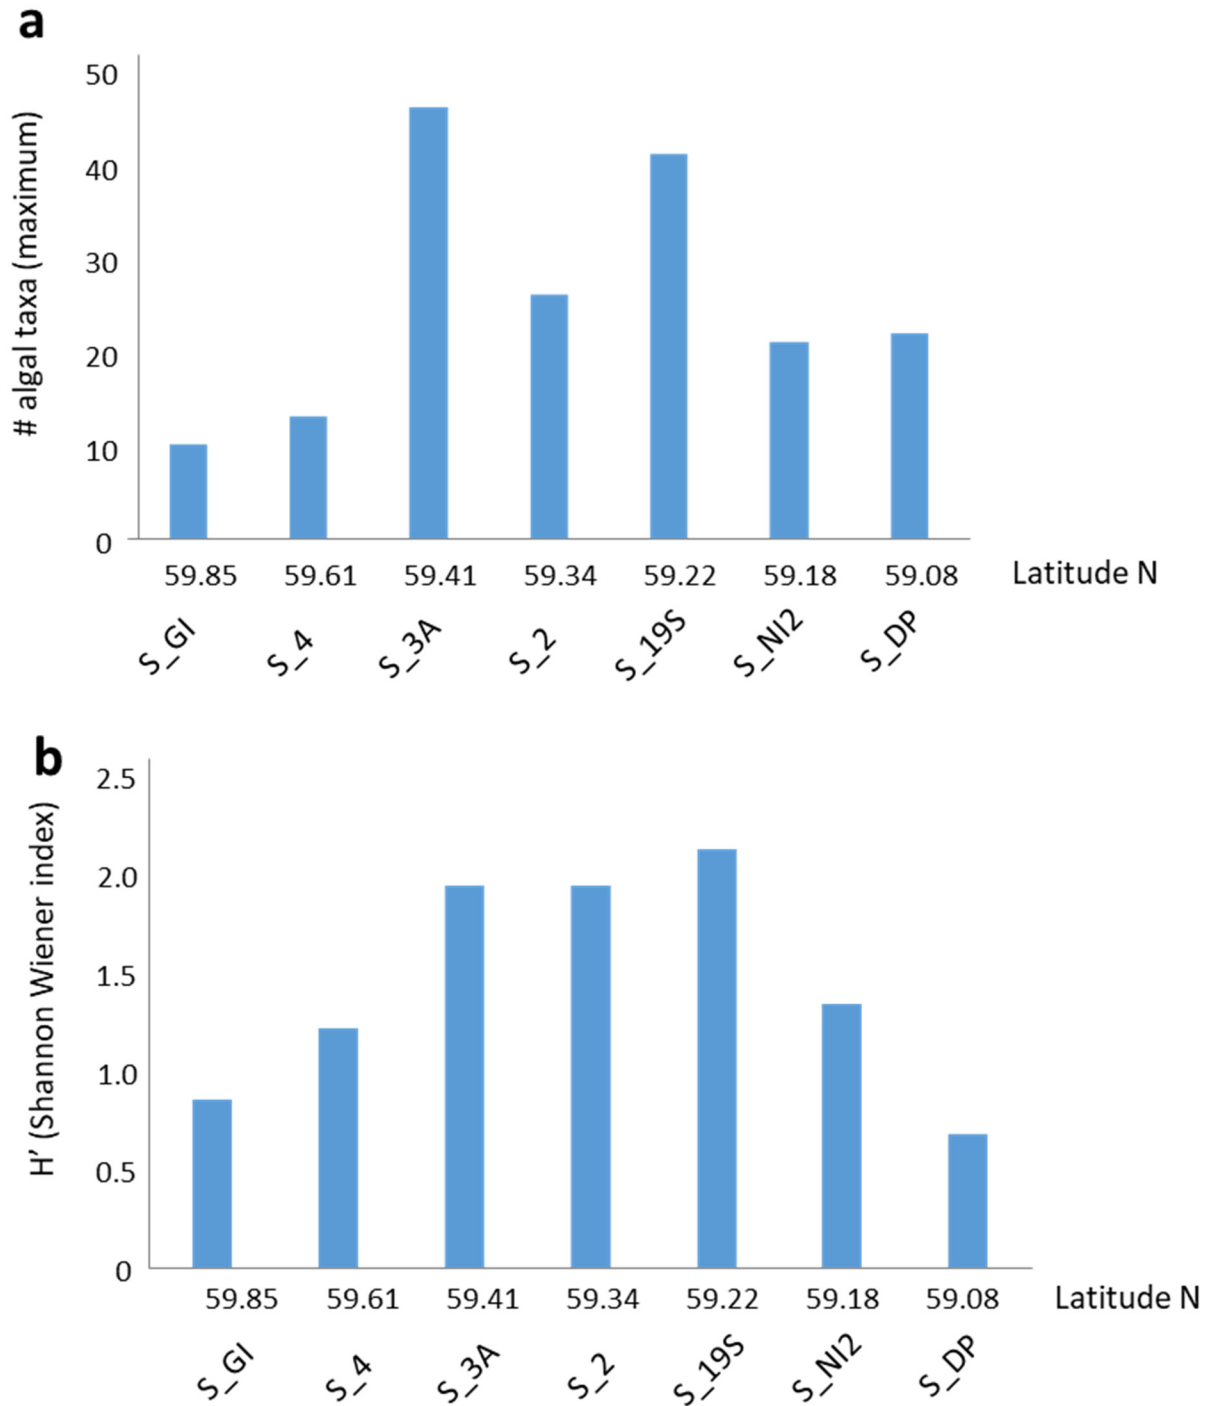 a
# algal taxa (maximum)
50
40
30
20
10
0
59.85 59.61 59.41 59.34 59.22 59.18 59.08 Latitude N
S_GI S_4 S_3A S_2 S_19S S_NI2 S_DP
b
H’ (Shannon Wiener index)
2.5
2.0
1.5
1.0
0.5
0
59.85 59.61 59.41 59.34 59.22 59.18 59.08 Latitude N
S_GI S_4 S_3A S_2 S_19S S_NI2 S_DP